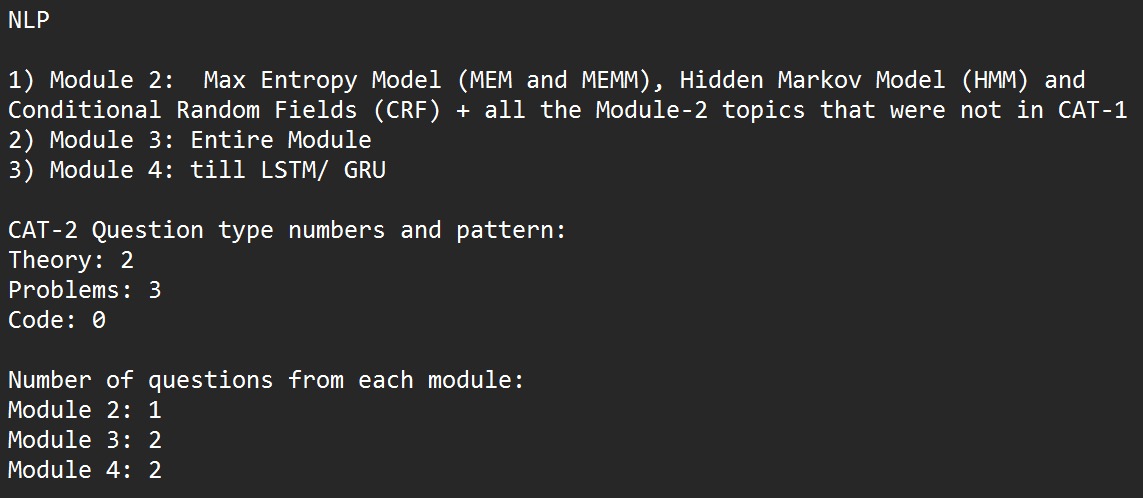 NLP
1) Module 2:  Max Entropy Model (MEM and MEMM), Hidden Markov Model (HMM) and
Conditional Random Fields (CRF) + all the Module-2 topics that were not in CAT-1
2) Module 3: Entire Module
3) Module 4: till LSTM/ GRU
CAT-2 Question type numbers and pattern:
Theory: 2
Problems: 3
Code: 0
Number of questions from each module:
Module 2: 1
Module 3: 2
Module 4: 2